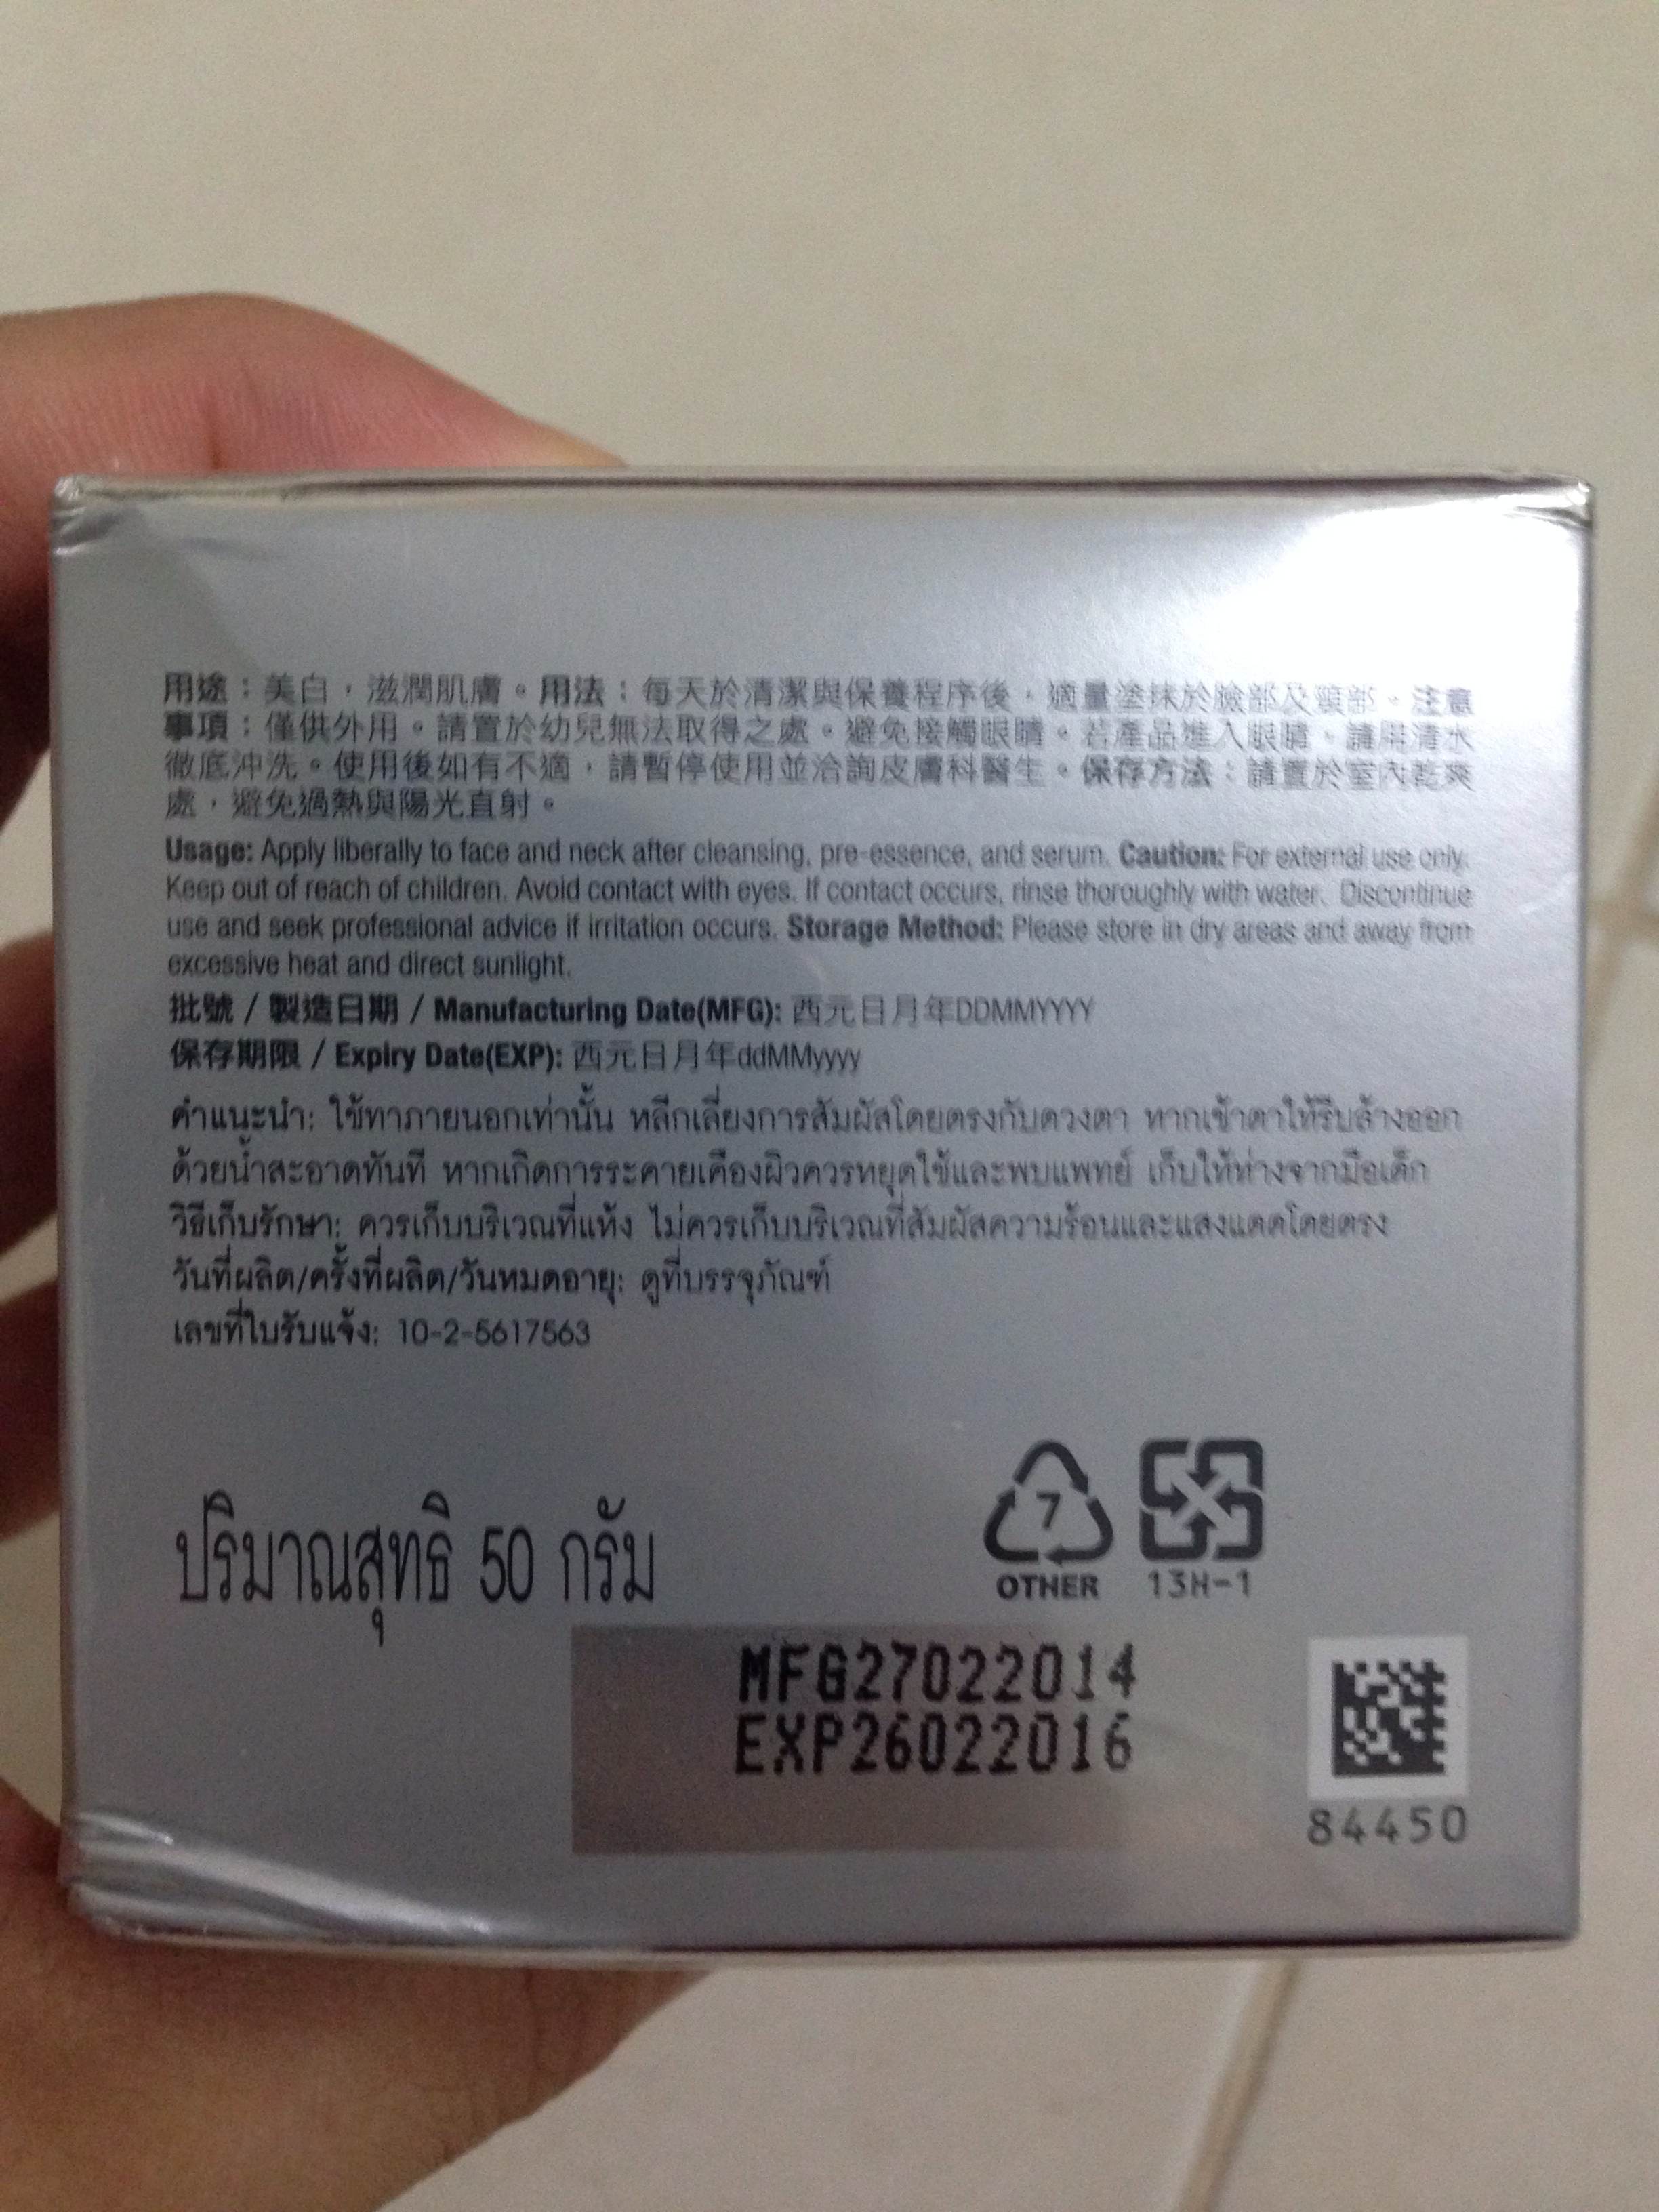 用途：美白，滋潤肌膚。用法：每天於清潔與保養程序後，適量塗抹於臉部及頸部。注意
事項：僅供外用。請置於幼兒無法取得之處。避免接觸眼睛。若產品進入眼睛，請用清水
徹底沖洗。使用後如有不適，請暫停使用並洽詢皮膚科醫生。保存方法：請置於室內乾爽
處，避免過熱與陽光直射。
Usage: Apply liberally to face and neck after cleansing, pre-essence, and serum. Caution: For external use only.
Keep out of reach of children. Avoid contact with eyes. If contact occurs, rinse thoroughly with water. Discontinue
use and seek professional advice if irritation occurs. Storage Method: Please store in dry areas and away from
excessive heat and direct sunlight.
批號 / 製造日期 / Manufacturing Date(MFG): 西元日月年DDMMYYYY
保存期限 / Expiry Date(EXP): 西元日月年ddMMyyyy
คำแนะนำ: ใช้ทาภายนอกเท่านั้น หลีกเลี่ยงการสัมผัสโดยตรงกับดวงตา หากเข้าตาให้รีบล้างออก
ด้วยน้ำสะอาดทันที หากเกิดการระคายเคืองผิวควรหยุดใช้และพบแพทย์ เก็บให้ห่างจากมือเด็ก
วิธีเก็บรักษา: ควรเก็บบริเวณที่แห้ง ไม่ควรเก็บบริเวณที่สัมผัสความร้อนและแสงแดดโดยตรง
วันที่ผลิต/ครั้งที่ผลิต/วันหมดอายุ: ดูที่บรรจุภัณฑ์
เลขที่ใบรับแจ้ง: 10-2-5617563
ปริมาณสุทธิ 50 กรัม
7
OTHER 13H-1
MFG27022014
EXP26022016
84450